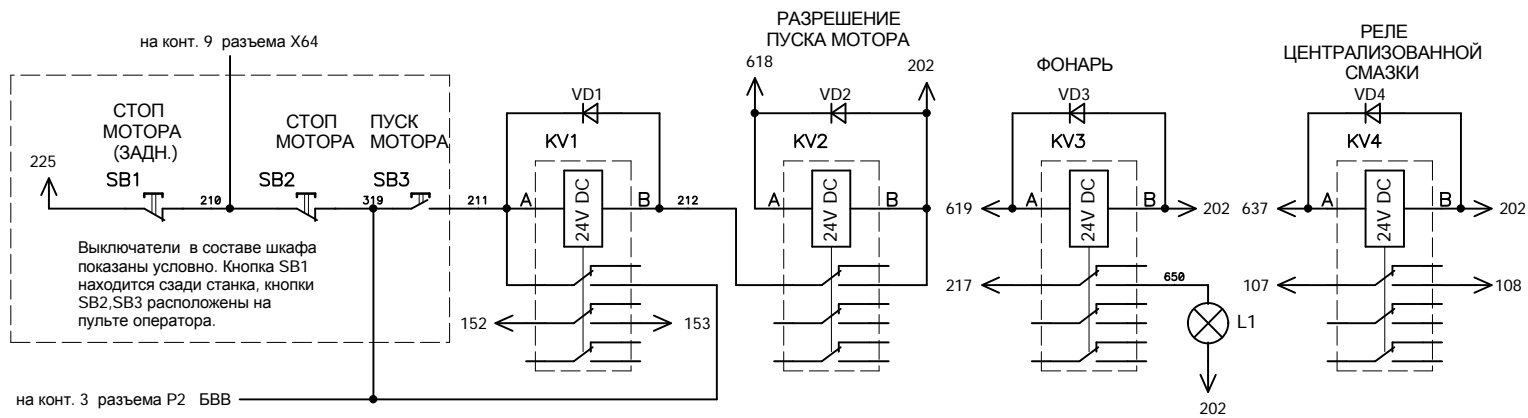 на конт. 9 разъема X64
СТОП
МОТОРА
(ЗАДН.)
СТОП
МОТОРА
ПУСК
МОТОРА
225
SB1
210
SB2
319
SB3
211
Выключатели в составе шкафа
показаны условно. Кнопка SB1
находится сзади станка, кнопки
SB2,SB3 расположены на
пульте оператора.
на конт. 3 разъема P2 БВВ
VD1
KV1
A
24V DC
B
212
152
153
РАЗРЕШЕНИЕ
ПУСКА МОТОРА
618
202
VD2
KV2
A
24V DC
B
ФОНАРЬ
VD3
KV3
619
A
24V DC
B
202
217
650
L1
202
РЕЛЕ
ЦЕНТРАЛИЗОВАННОЙ
СМАЗКИ
VD4
KV4
637
A
24V DC
B
202
107
108